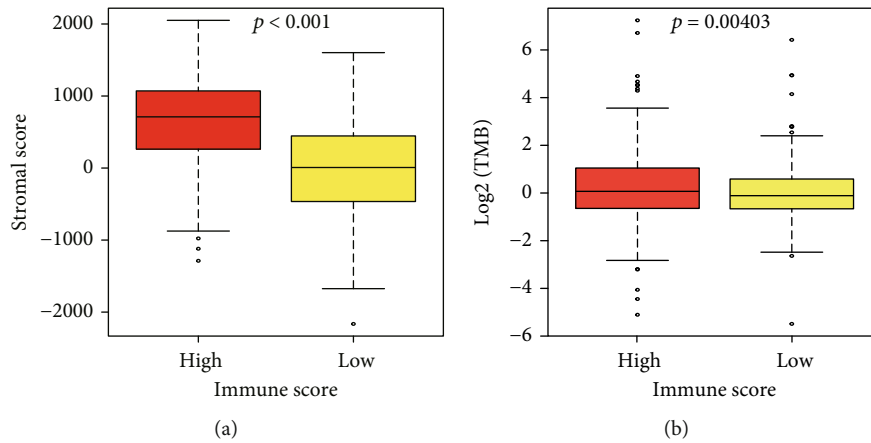 p < 0.001
Stromal score
2000
1000
0
−1000
−2000
High
Low
Immune score
(a)
p = 0.00403
Log2 (TMB)
6
4
2
0
−2
−4
−6
High
Low
Immune score
(b)